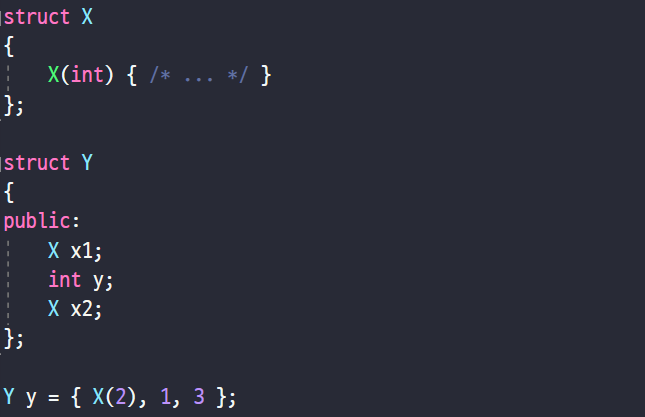 struct X
{
    X(int) { /* ... */ }
};

struct Y
{
public:
    X x1;
    int y;
    X x2;
};

Y y = { X(2), 1, 3 };